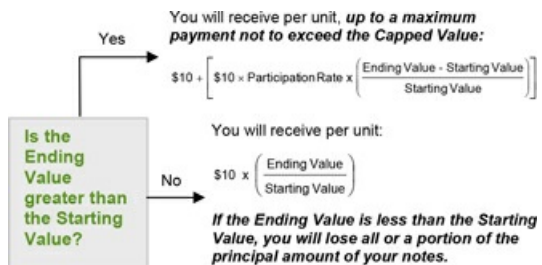 You will receive per unit, up to a maximum
payment not to exceed the Capped Value:
Yes
$10 + [ $10 × Participation Rate x ( Ending Value - Starting Value / Starting Value ) ]
Is the
Ending
Value
greater than
the Starting
Value?
No
You will receive per unit:
$10 x ( Ending Value / Starting Value )
If the Ending Value is less than the Starting
Value, you will lose all or a portion of the
principal amount of your notes.